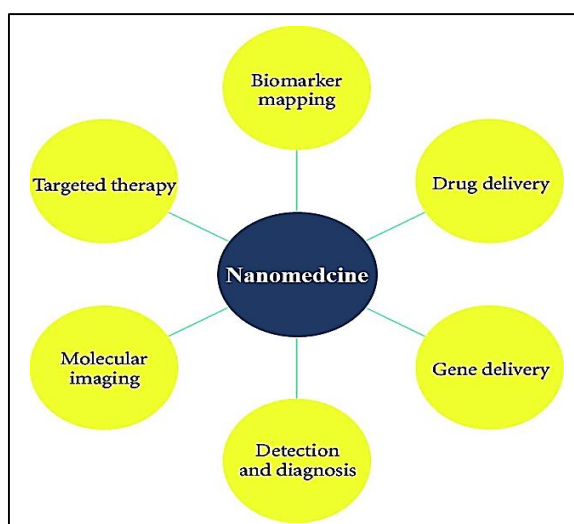 Biomarker
mapping
Targeted therapy
Drug delivery
Nanomedcine
Molecular
imaging
Gene delivery
Detection
and diagnosis